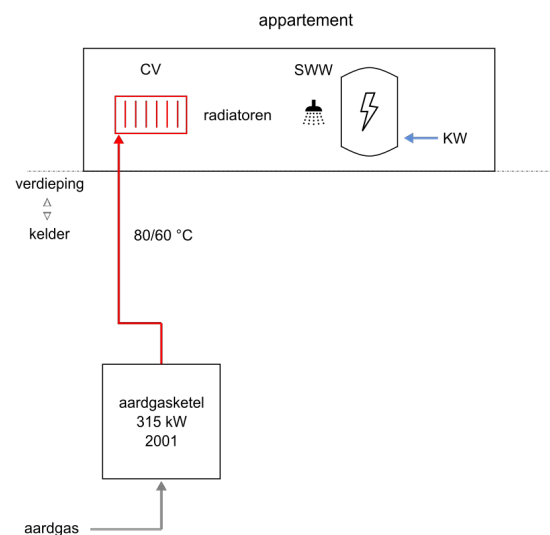 appartement
CV
SWW
radiatoren
KW
verdieping
kelder
80/60 °C
aardgasketel
315 kW
2001
aardgas